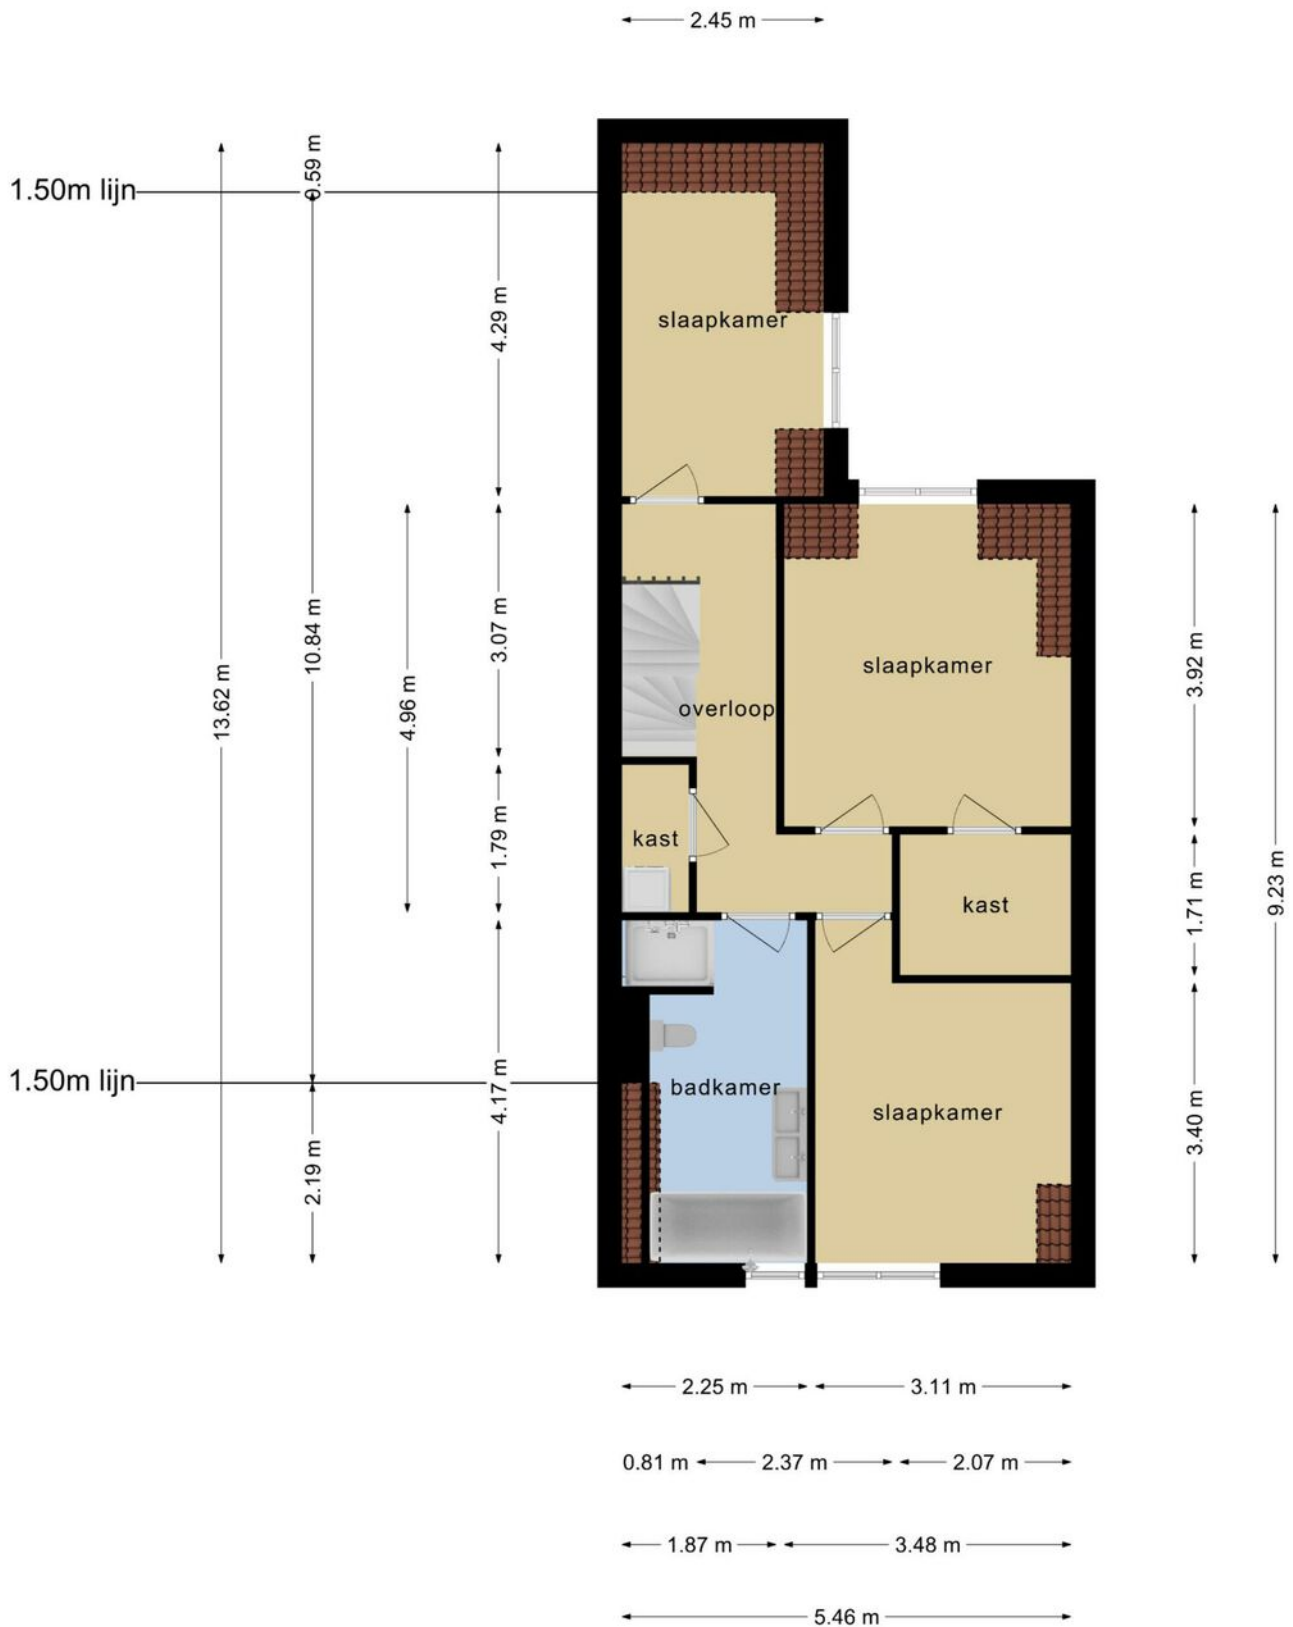 2.45 m
1.50m lijn
0.59 m
4.29 m
slaapkamer
13.62 m
10.84 m
4.96 m
3.07 m
overloop
slaapkamer
3.92 m
9.23 m
1.79 m
kast
kast
1.71 m
1.50m lijn
2.19 m
4.17 m
badkamer
slaapkamer
3.40 m
2.25 m
3.11 m
0.81 m
2.37 m
2.07 m
1.87 m
3.48 m
5.46 m